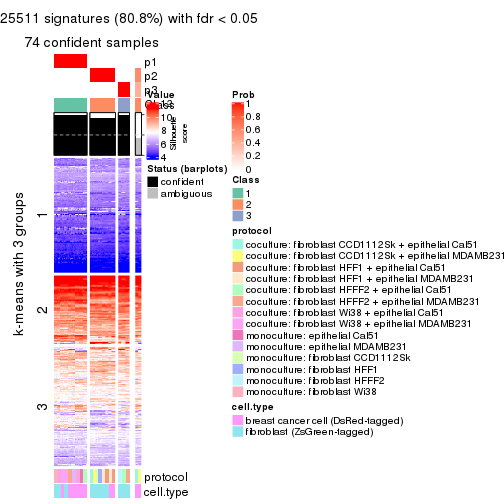 25511 signatures (80.8%) with fdr < 0.05
74 confident samples
p1
p2
p3
Value
10
8
6
4
Silhouette
score
Status (barplots)
confident
ambiguous
Prob
1
0.8
0.6
0.4
0.2
0
Class
1
2
3
protocol
coculture: fibroblast CCD1112Sk + epithelial Cal51
coculture: fibroblast CCD1112Sk + epithelial MDAMB231
coculture: fibroblast HFF1 + epithelial Cal51
coculture: fibroblast HFF1 + epithelial MDAMB231
coculture: fibroblast HFFF2 + epithelial Cal51
coculture: fibroblast HFFF2 + epithelial MDAMB231
coculture: fibroblast Wi38 + epithelial Cal51
coculture: fibroblast Wi38 + epithelial MDAMB231
monoculture: epithelial Cal51
monoculture: epithelial MDAMB231
monoculture: fibroblast CCD1112Sk
monoculture: fibroblast HFF1
monoculture: fibroblast HFFF2
monoculture: fibroblast Wi38
cell.type
breast cancer cell (DsRed-tagged)
fibroblast (ZsGreen-tagged)
k-means with 3 groups
1
2
3
protocol
cell.type